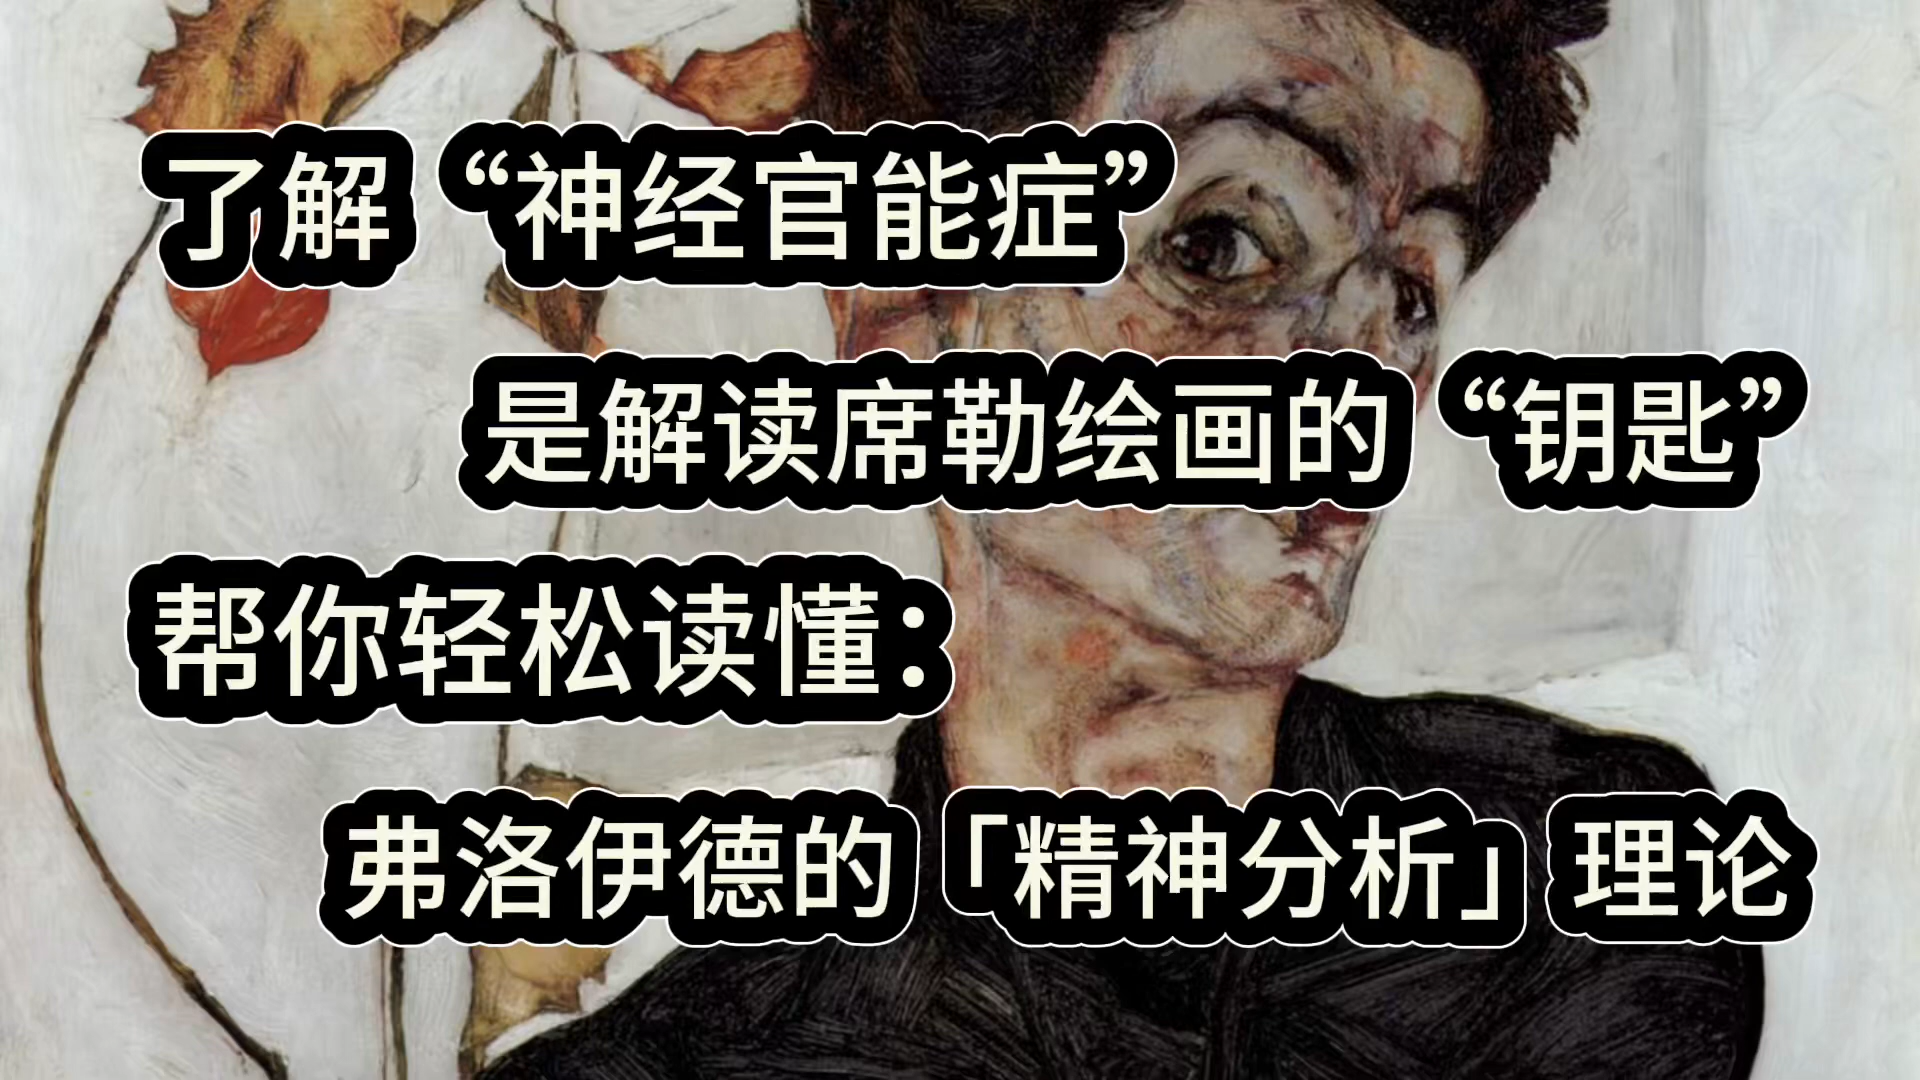 了解“神经官能症”
是解读席勒绘画的“钥匙”
帮你轻松读懂：
弗洛伊德的「精神分析」理论